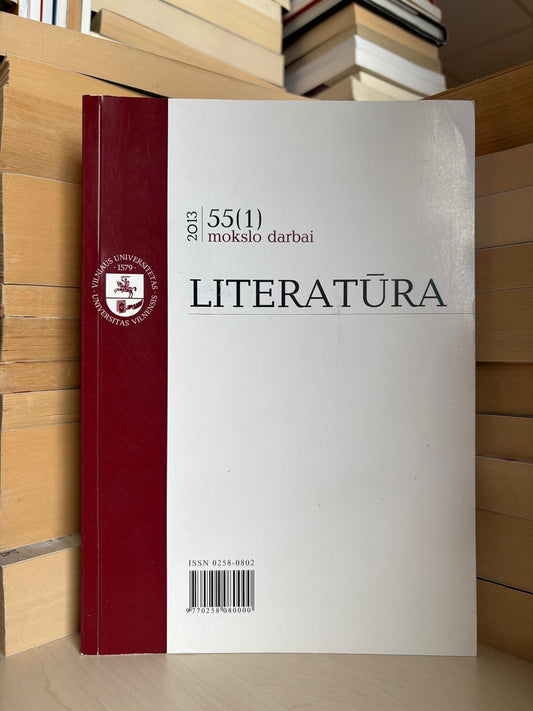 2013
55(1)
mokslo darbai
LITERATŪRA
· VILNIAUS UNIVERSITETAS ·
· 1579 ·
UNIVERSITAS VILNENSIS
ISSN 0258-0802
9 770258 080000